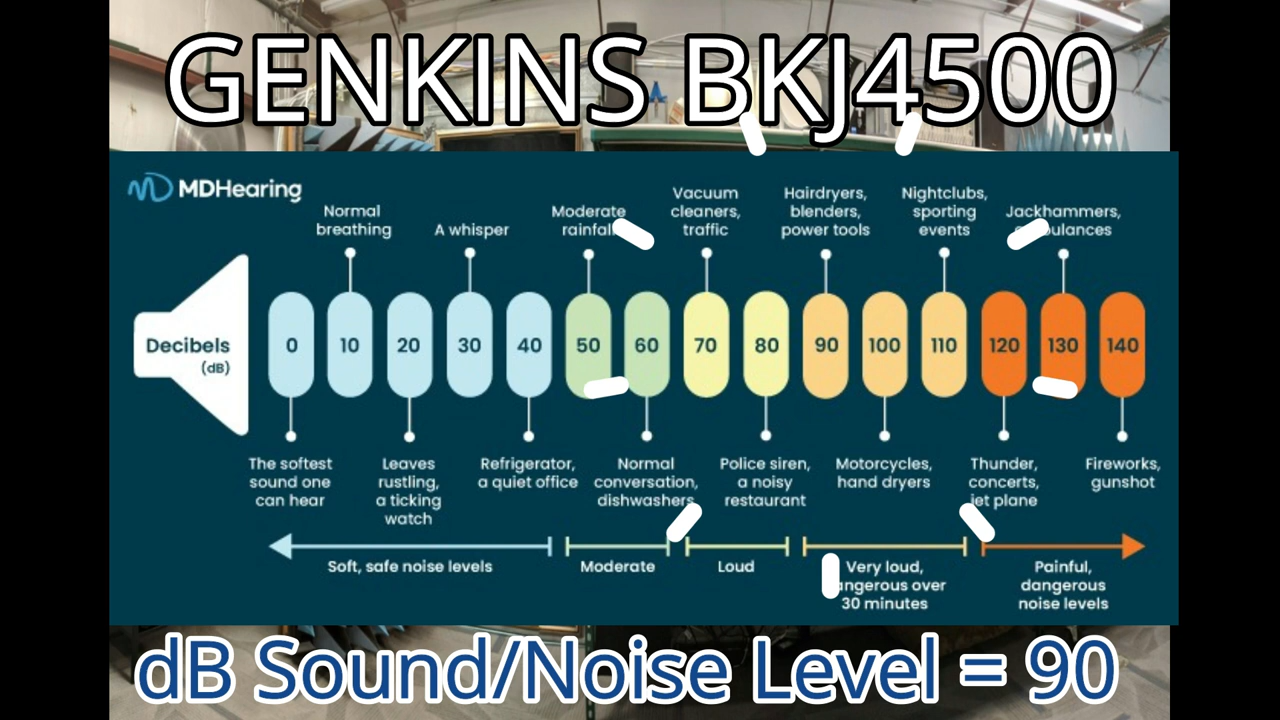 GENKINS BKJ4500
MDHearing
Normal
breathing
A whisper
Moderate
rainfall
Vacuum
cleaners,
traffic
Hairdryers,
blenders,
power tools
Nightclubs,
sporting
events
Jackhammers,
Decibels
(dB)
0 10 20 30 40 50 60 70 80 90 100 110 120 130 140
The softest
sound one
can hear
Leaves
rustling,
a ticking
watch
Refrigerator,
a quiet office
Normal
conversation,
dishwashers
Police siren,
a noisy
restaurant
Motorcycles,
hand dryers
Thunder,
concerts,
jet plane
Fireworks,
gunshot
Soft, safe noise levels
Moderate
Loud
Very loud,
dangerous over
30 minutes
Painful,
dangerous
noise levels
dB Sound/Noise Level = 90